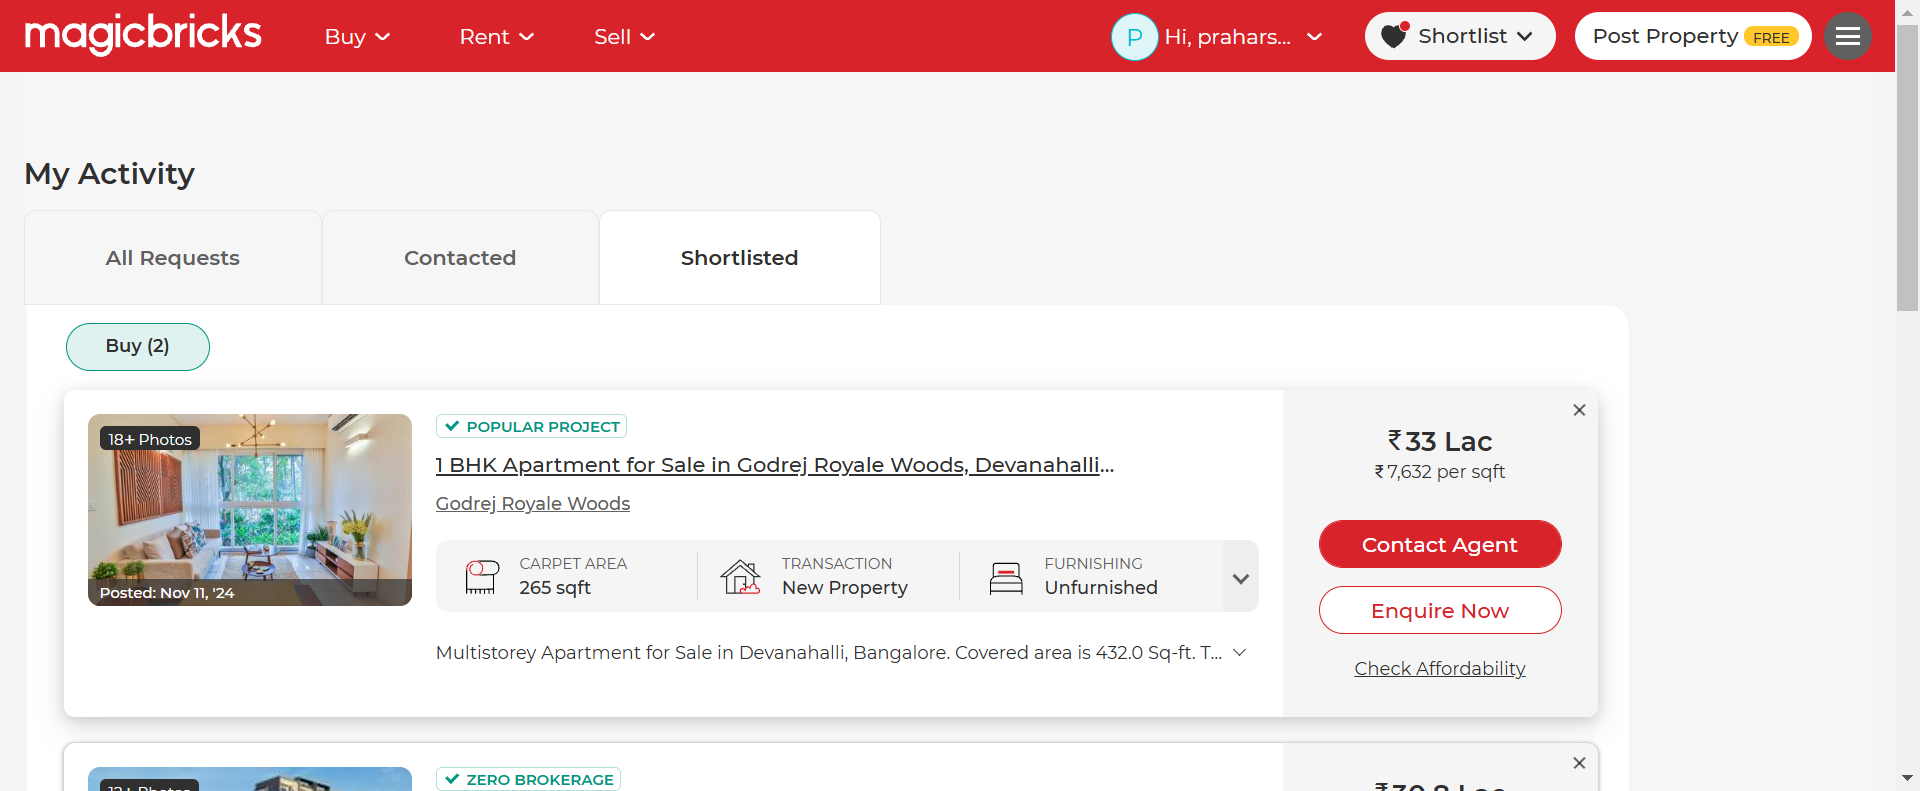 magicbricks
Buy
Rent
Sell
P
Hi, prahars...
Shortlist
Post Property FREE
My Activity
All Requests
Contacted
Shortlisted
Buy (2)
18+ Photos
Posted: Nov 11, '24
POPULAR PROJECT
1 BHK Apartment for Sale in Godrej Royale Woods, Devanahalli...
Godrej Royale Woods
CARPET AREA
265 sqft
TRANSACTION
New Property
FURNISHING
Unfurnished
Multistorey Apartment for Sale in Devanahalli, Bangalore. Covered area is 432.0 Sq-ft. T...
₹33 Lac
₹7,632 per sqft
Contact Agent
Enquire Now
Check Affordability
ZERO BROKERAGE
₹30.8 Lac